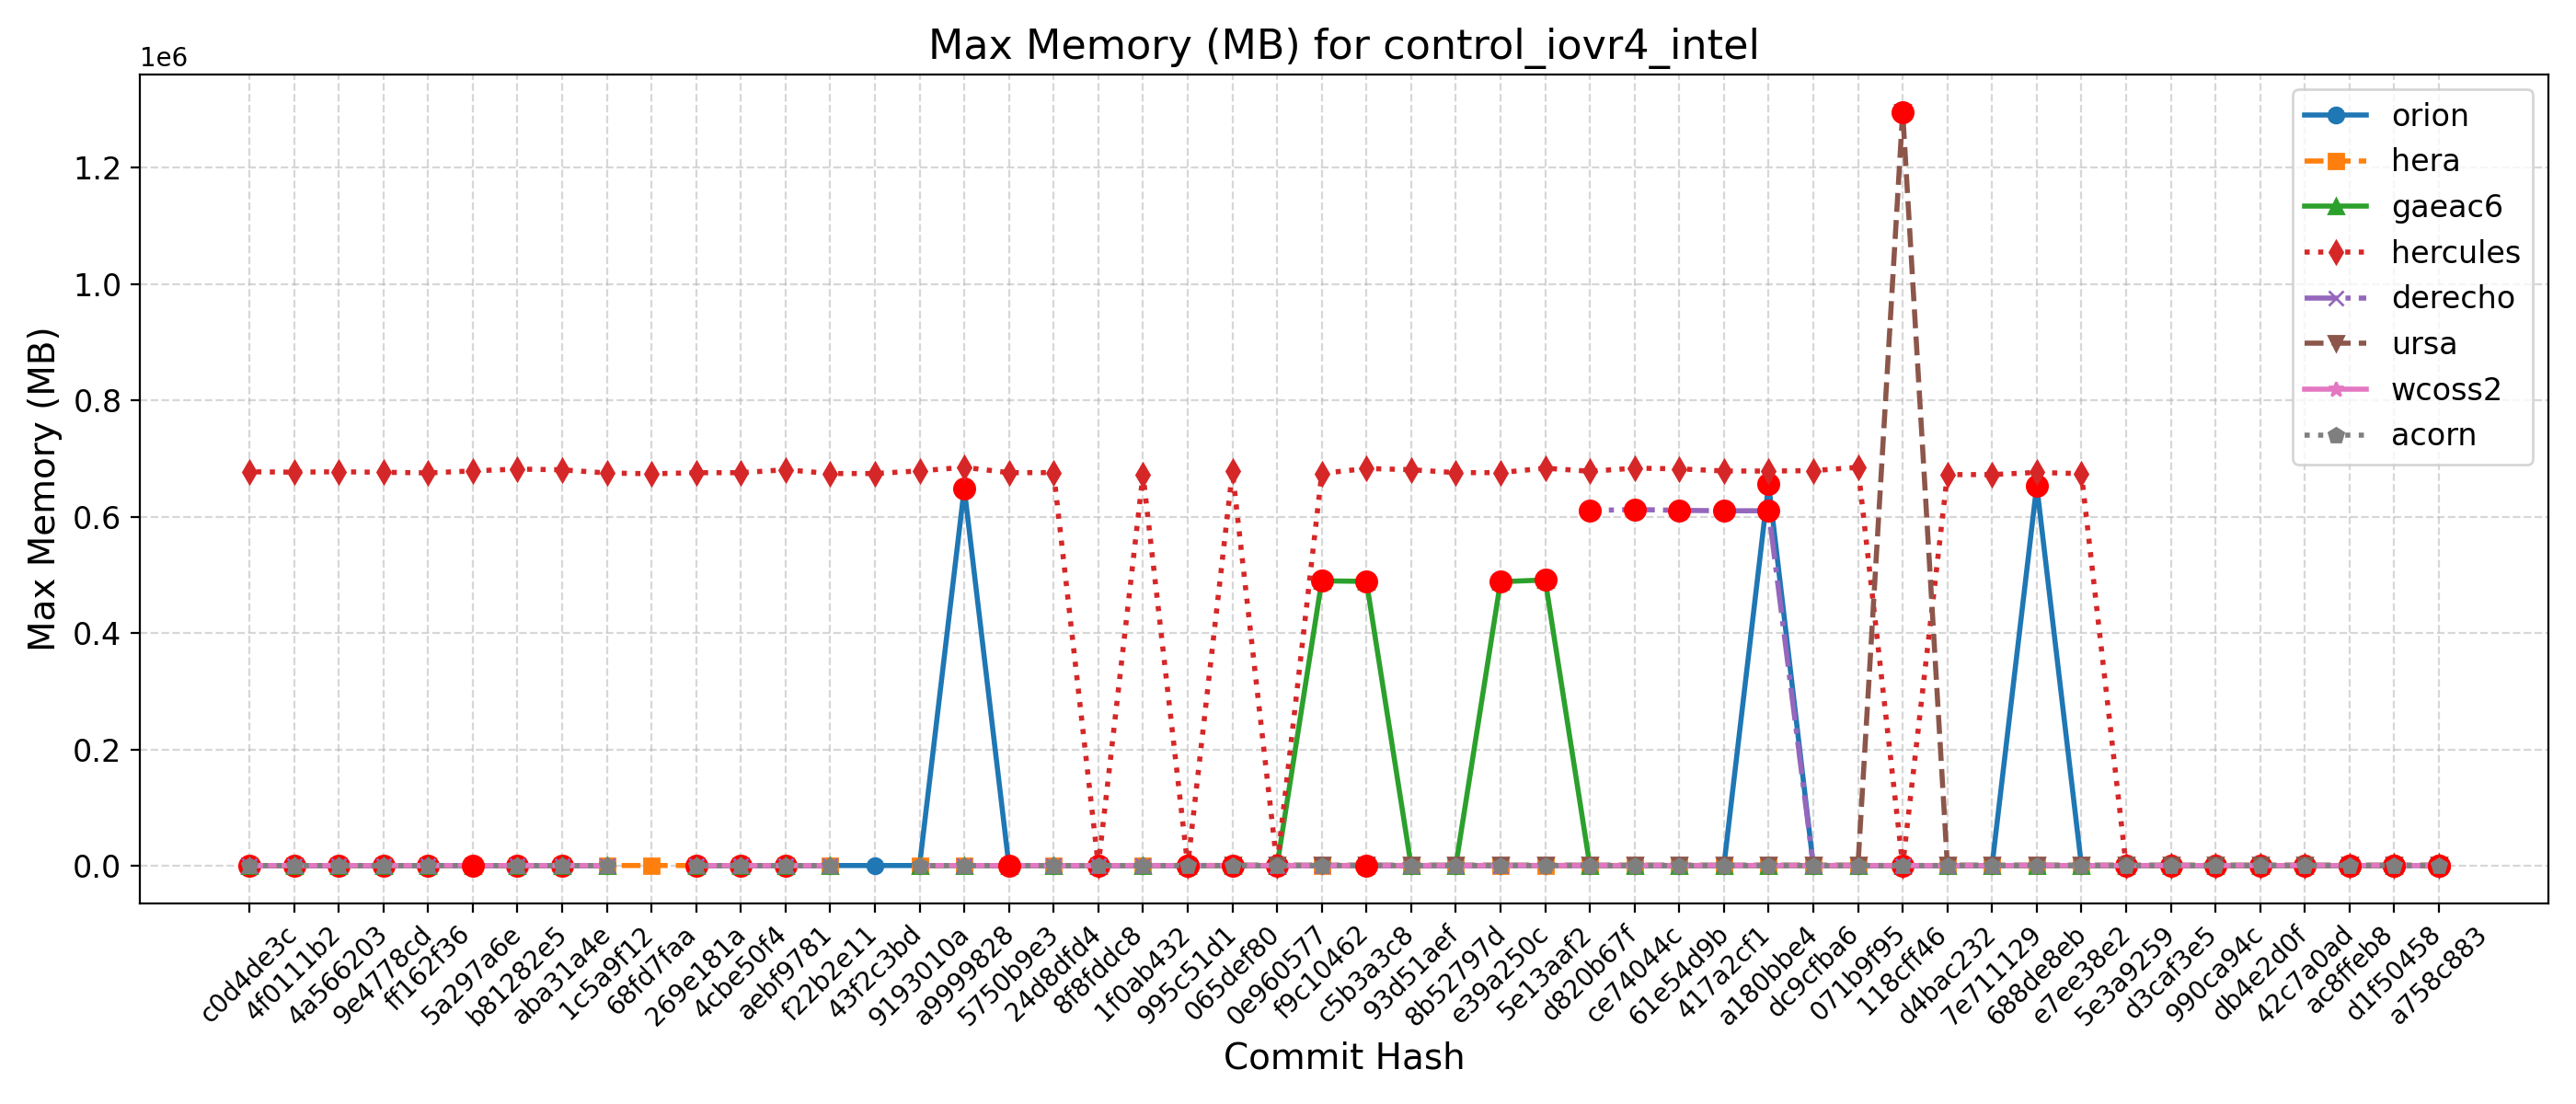 Max Memory (MB) for control_iovr4_intel
1e6
1.2
1.0
0.8
0.6
0.4
0.2
0.0
Max Memory (MB)
orion
hera
gaeac6
hercules
derecho
ursa
wcoss2
acorn
c0d4de3c
4f0111b2
4a566203
9e4778cd
ff162f36
5a297a6e
b81282e5
aba31a4e
1c5a9f12
68fd7faa
269e181a
4cbe50f4
aebf9781
f22b2e11
43f2c3bd
9193010a
a9999828
5750b9e3
24d8dfd4
8f8fddc8
1f0ab432
995c51d1
065def80
0e960577
f9c10462
c5b3a3c8
93d51aef
8b52797d
e39a250c
5e13aaf2
d820b67f
ce74044c
61e54d9b
417a2cf1
a180bbe4
dc9cfba6
071b9f95
118cff46
d4bac232
7e711129
688de8eb
e7ee38e2
5e3a9259
d3caf3e5
990ca94c
db4e2d0f
42c7a0ad
ac8ffeb8
d1f50458
a758c883
Commit Hash